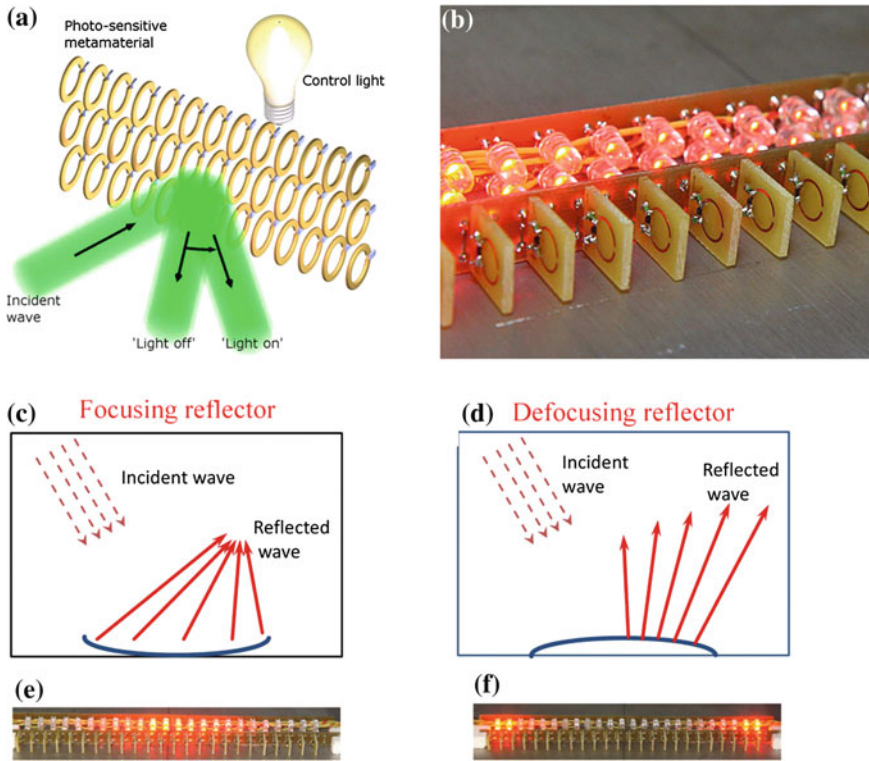 (a)
Photo-sensitive
metamaterial
Control light
Incident
wave
'Light off'
'Light on'
(b)
(c)
Focusing reflector
Incident wave
Reflected
wave
(d)
Defocusing reflector
Incident
wave
Reflected
wave
(e)
(f)